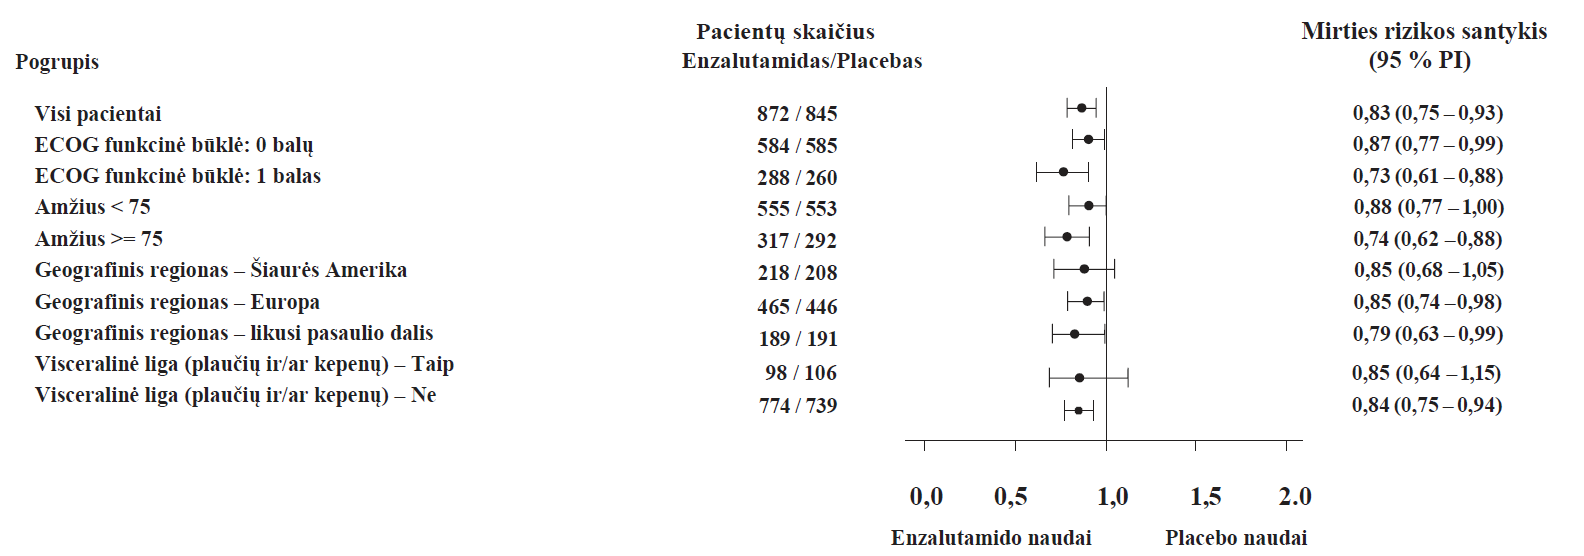 Pacientų skaičius Mirties rizikos santykis
Pogrupis Enzalutamidas/Placebas (95 % PI)
Visi pacientai 872 / 845 0,83 (0,75 – 0,93)
ECOG funkcinė būklė: 0 balų 584 / 585 0,87 (0,77 – 0,99)
ECOG funkcinė būklė: 1 balas 288 / 260 0,73 (0,61 – 0,88)
Amžius < 75 555 / 553 0,88 (0,77 – 1,00)
Amžius >= 75 317 / 292 0,74 (0,62 – 0,88)
Geografinis regionas – Šiaurės Amerika 218 / 208 0,85 (0,68 – 1,05)
Geografinis regionas – Europa 465 / 446 0,85 (0,74 – 0,98)
Geografinis regionas – likusi pasaulio dalis 189 / 191 0,79 (0,63 – 0,99)
Visceralinė liga (plaučių ir/ar kepenų) – Taip 98 / 106 0,85 (0,64 – 1,15)
Visceralinė liga (plaučių ir/ar kepenų) – Ne 774 / 739 0,84 (0,75 – 0,94)
0,0 0,5 1,0 1,5 2.0
Enzalutamido naudai Placebo naudai